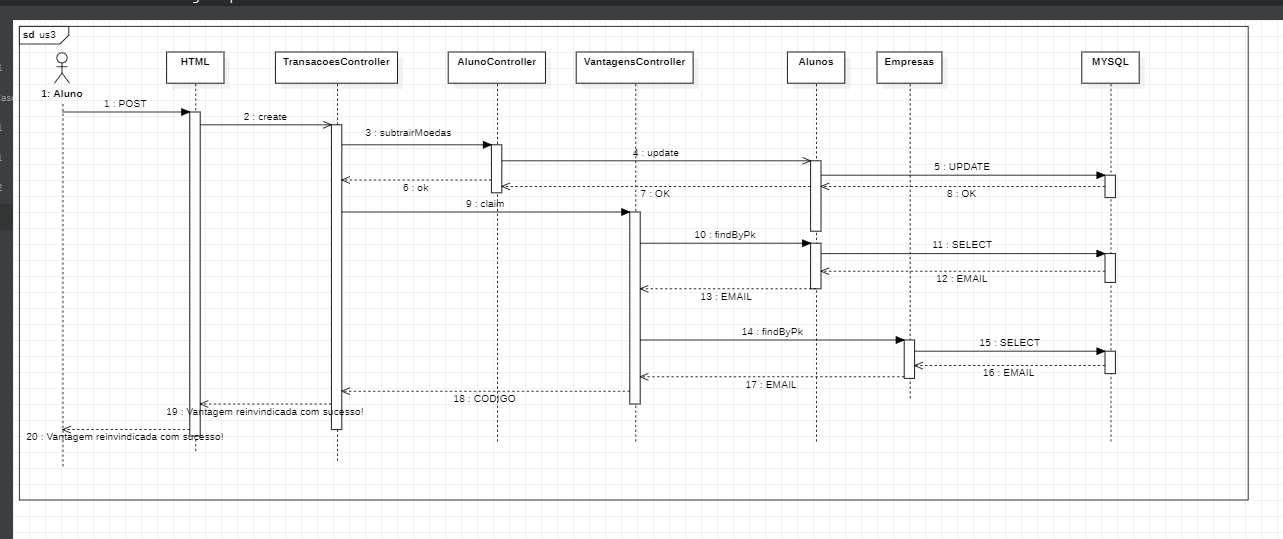 sd us3
HTML
TransacoesController
AlunoController
VantagensController
Alunos
Empresas
MYSQL
1: Aluno
1 : POST
2 : create
3 : subtrairMoedas
4 : update
5 : UPDATE
6 : ok
7 : OK
8 : OK
9 : claim
10 : findByPk
11 : SELECT
12 : EMAIL
13 : EMAIL
14 : findByPk
15 : SELECT
16 : EMAIL
17 : EMAIL
18 : CODIGO
19 : Vantagem reinvindicada com sucesso!
20 : Vantagem reinvindicada com sucesso!